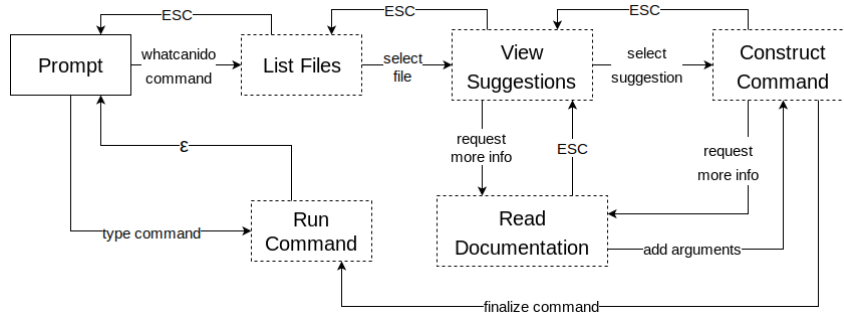 ESC
ESC
ESC
Prompt
whatcanido
command
List Files
select
file
View
Suggestions
select
suggestion
Construct
Command
request
more info
ESC
request
more info
ε
type command
Run
Command
Read
Documentation
add arguments
finalize command